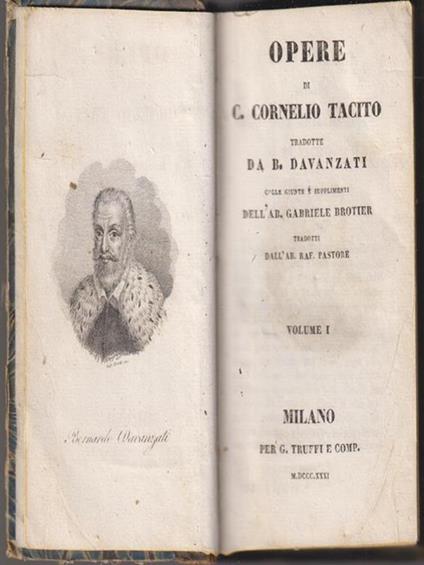 Bernardo Davanzati
OPERE
DI
C. CORNELIO TACITO
TRADOTTE
DA B. DAVANZATI
COLLE GIUNTE E SUPPLIMENTI
DELL'AB. GABRIELE BROTIER
TRADOTTI
DALL'AB. RAF. PASTORE
VOLUME I
MILANO
PER G. TRUFFI E COMP.
M.DCCC.XXXI